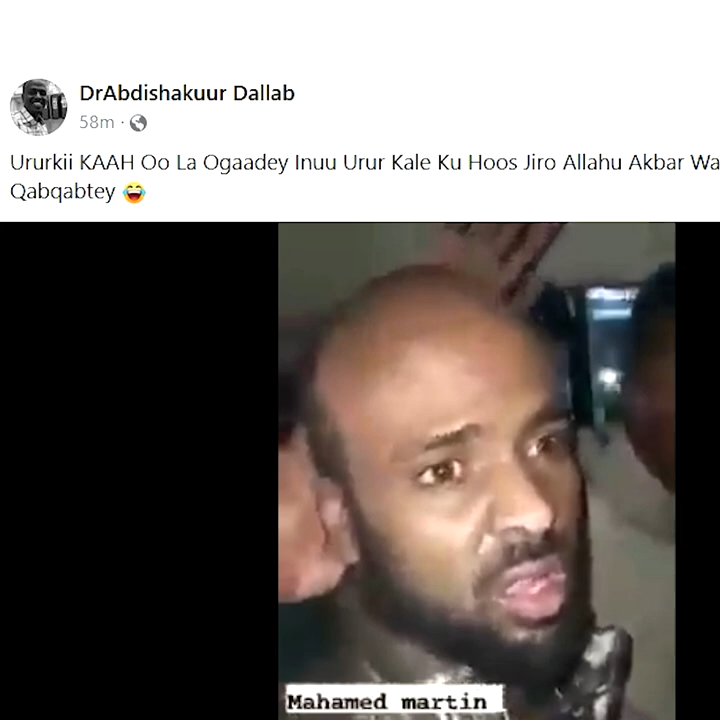 DrAbdishakuur Dallab
58m ·
Ururkii KAAH Oo La Ogaadey Inuu Urur Kale Ku Hoos Jiro Allahu Akbar Wa
Qabqabtey 😂
Mahamed martin